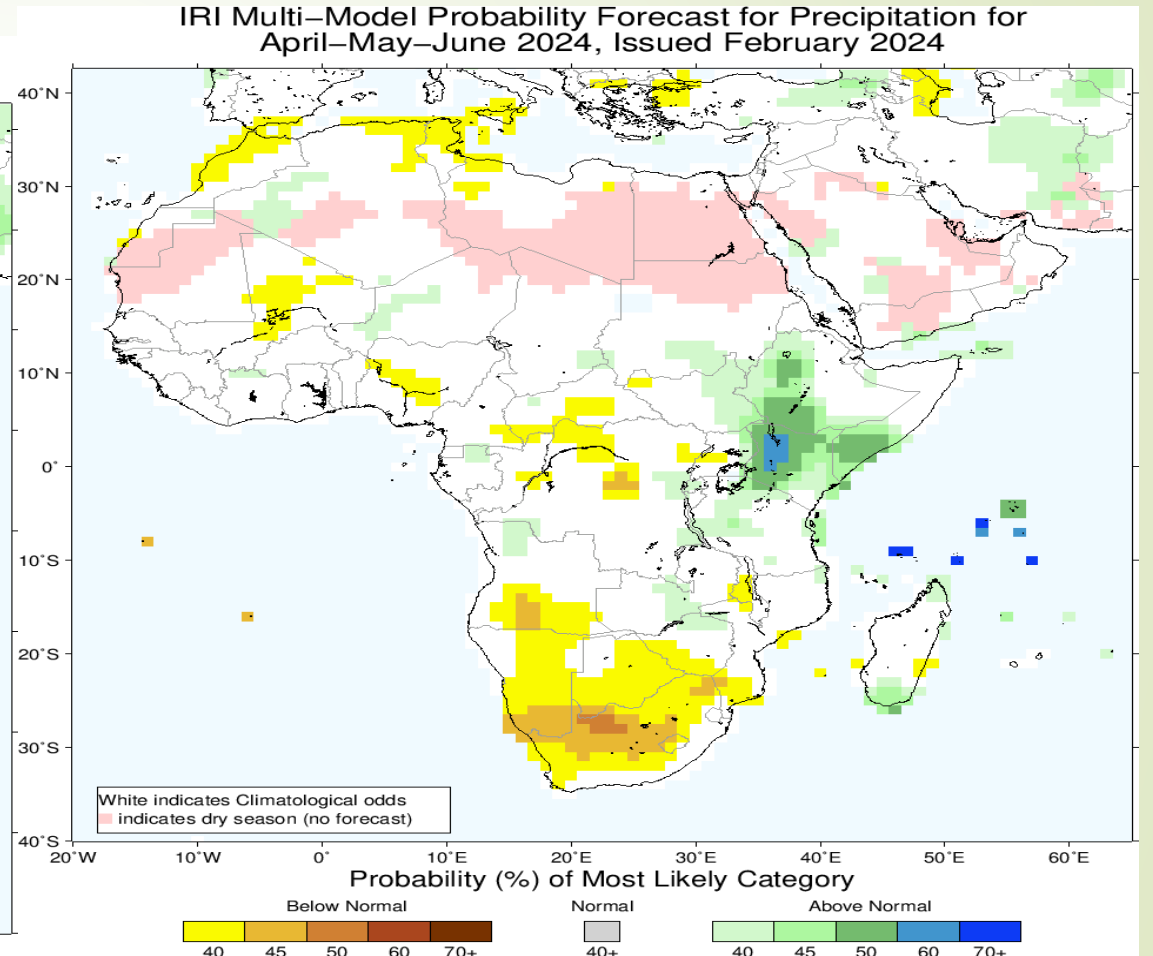 IRI Multi−Model Probability Forecast for Precipitation for
April−May−June 2024, Issued February 2024
40˚N
30˚N
20˚N
10˚N
0˚
10˚S
20˚S
30˚S
40˚S
White indicates Climatological odds
indicates dry season (no forecast)
20˚W 10˚W 0˚ 10˚E 20˚E 30˚E 40˚E 50˚E 60˚E
Probability (%) of Most Likely Category
Below Normal Normal Above Normal
40 45 50 60 70+ 40+ 40 45 50 60 70+